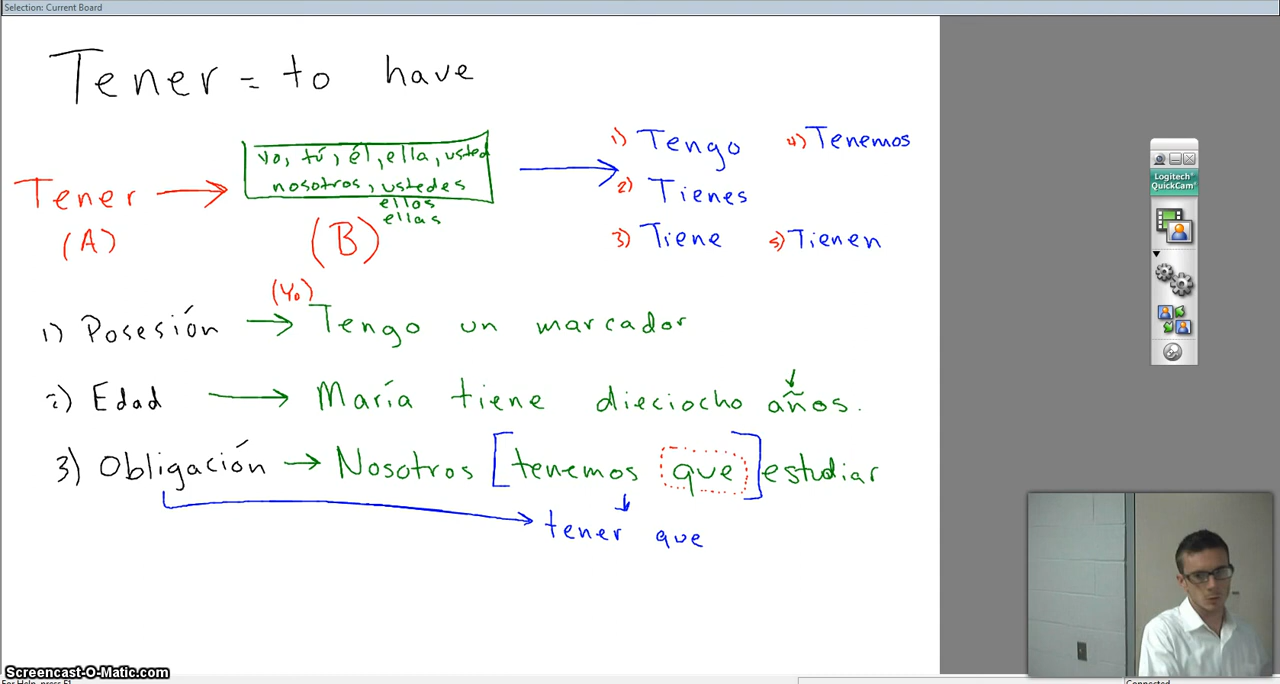 Selection: Current Board
Tener = to have
Tener → yo, tú, él, ella, usted → 1) Tengo 4) Tenemos
nosotros, ustedes 2) Tienes
ellos
ellas
(A) (B) 3) Tiene 5) Tienen
(Yo)
1) Posesión → Tengo un marcador
2) Edad → María tiene dieciocho años.
3) Obligación → Nosotros [tenemos que] estudiar
tener que
Logitech®
QuickCam®
Screencast-O-Matic.com